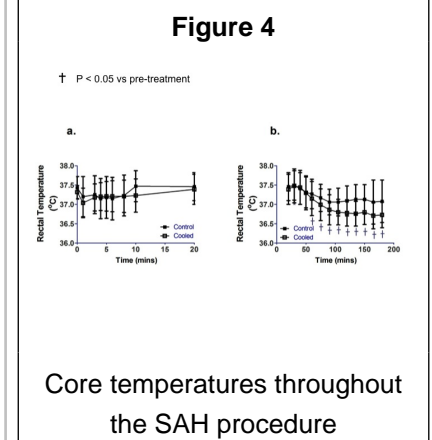 Figure 4
† P < 0.05 vs pre-treatment
a.
Rectal Temperature
(°C)
38.0
37.5
37.0
36.5
36.0
0 5 10 15 20
Time (mins)
Control
Cooled
b.
Rectal Temperature
(°C)
38.0
37.5
37.0
36.5
36.0
0 50 100 150 200
Time (mins)
Control
Cooled
† † † † † † † †
Core temperatures throughout
the SAH procedure